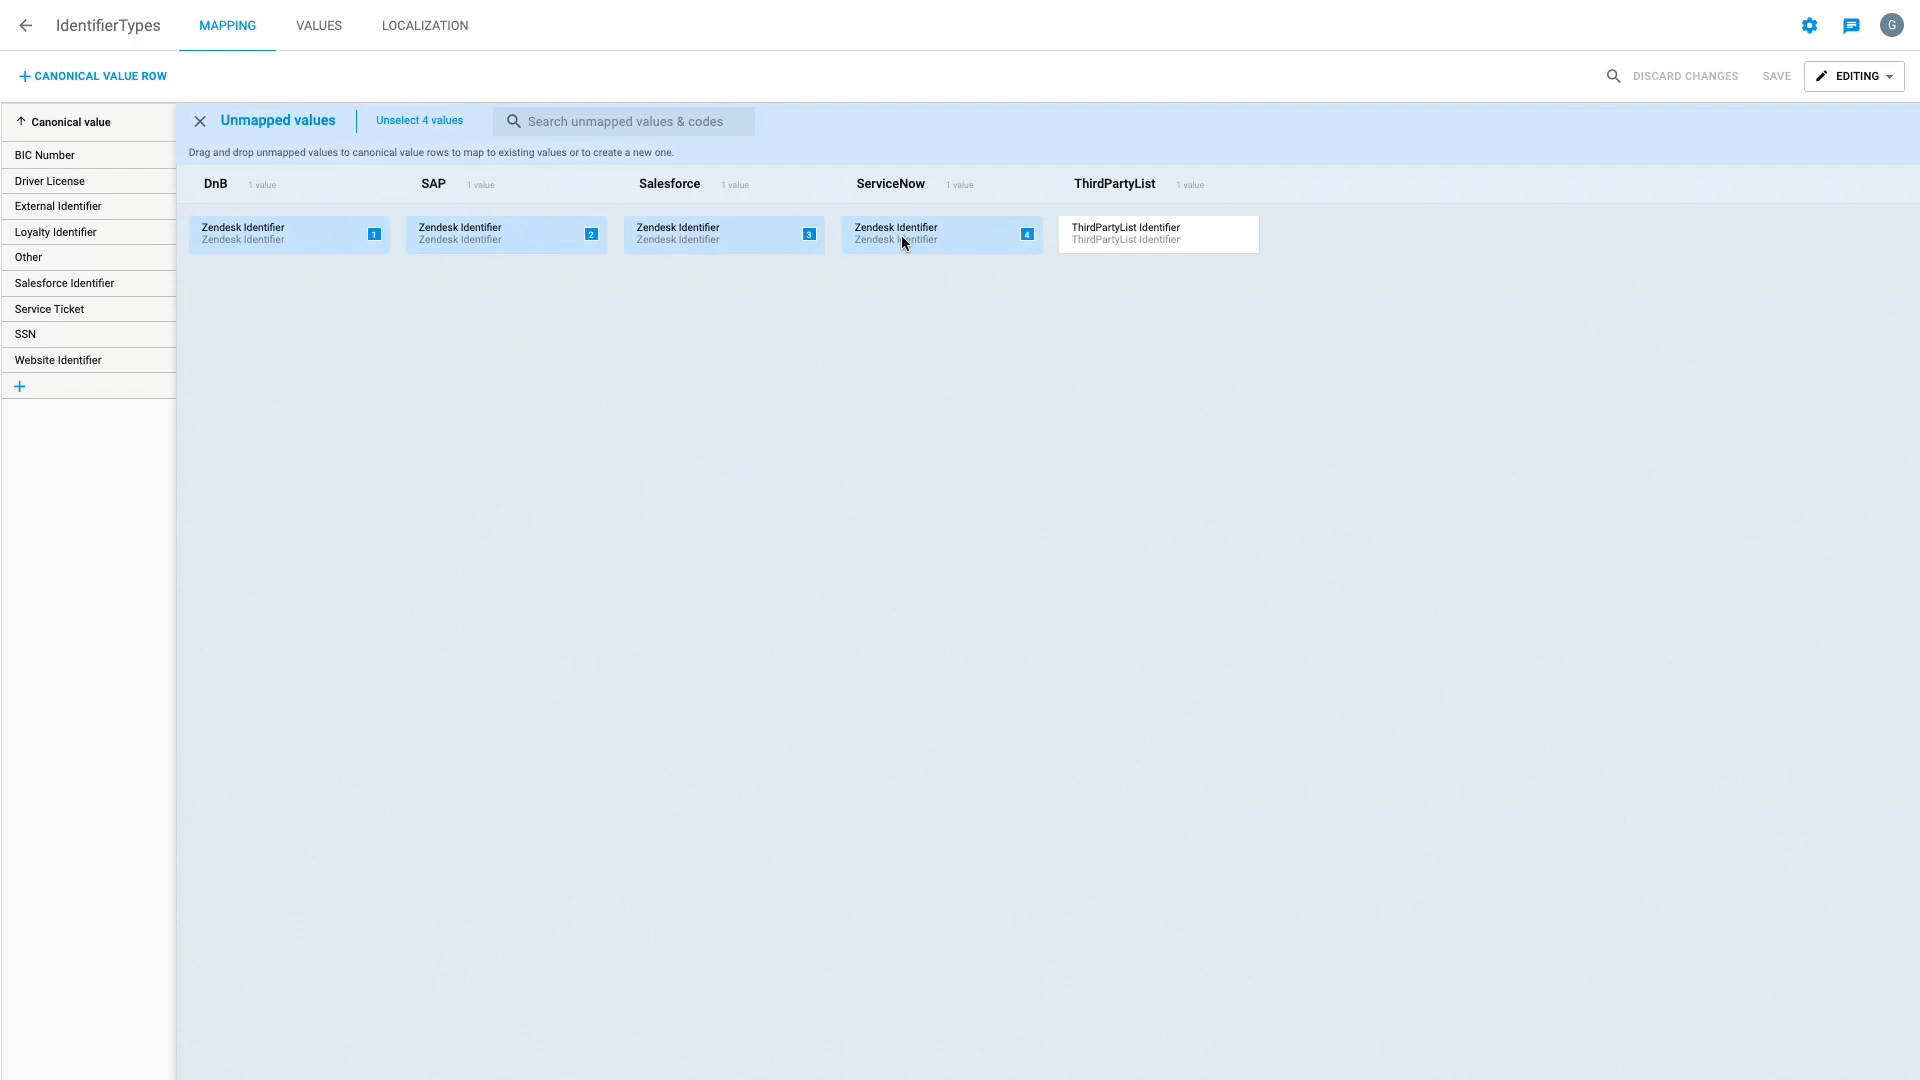 IdentifierTypes
MAPPING
VALUES
LOCALIZATION
G
CANONICAL VALUE ROW
DISCARD CHANGES
SAVE
EDITING
Canonical value
BIC Number
Driver License
External Identifier
Loyalty Identifier
Other
Salesforce Identifier
Service Ticket
SSN
Website Identifier
Unmapped values
Unselect 4 values
Search unmapped values & codes
Drag and drop unmapped values to canonical value rows to map to existing values or to create a new one.
DnB 1 value
SAP 1 value
Salesforce 1 value
ServiceNow 1 value
ThirdPartyList 1 value
Zendesk Identifier
Zendesk Identifier
1
Zendesk Identifier
Zendesk Identifier
2
Zendesk Identifier
Zendesk Identifier
3
Zendesk Identifier
Zendesk Identifier
4
ThirdPartyList Identifier
ThirdPartyList Identifier